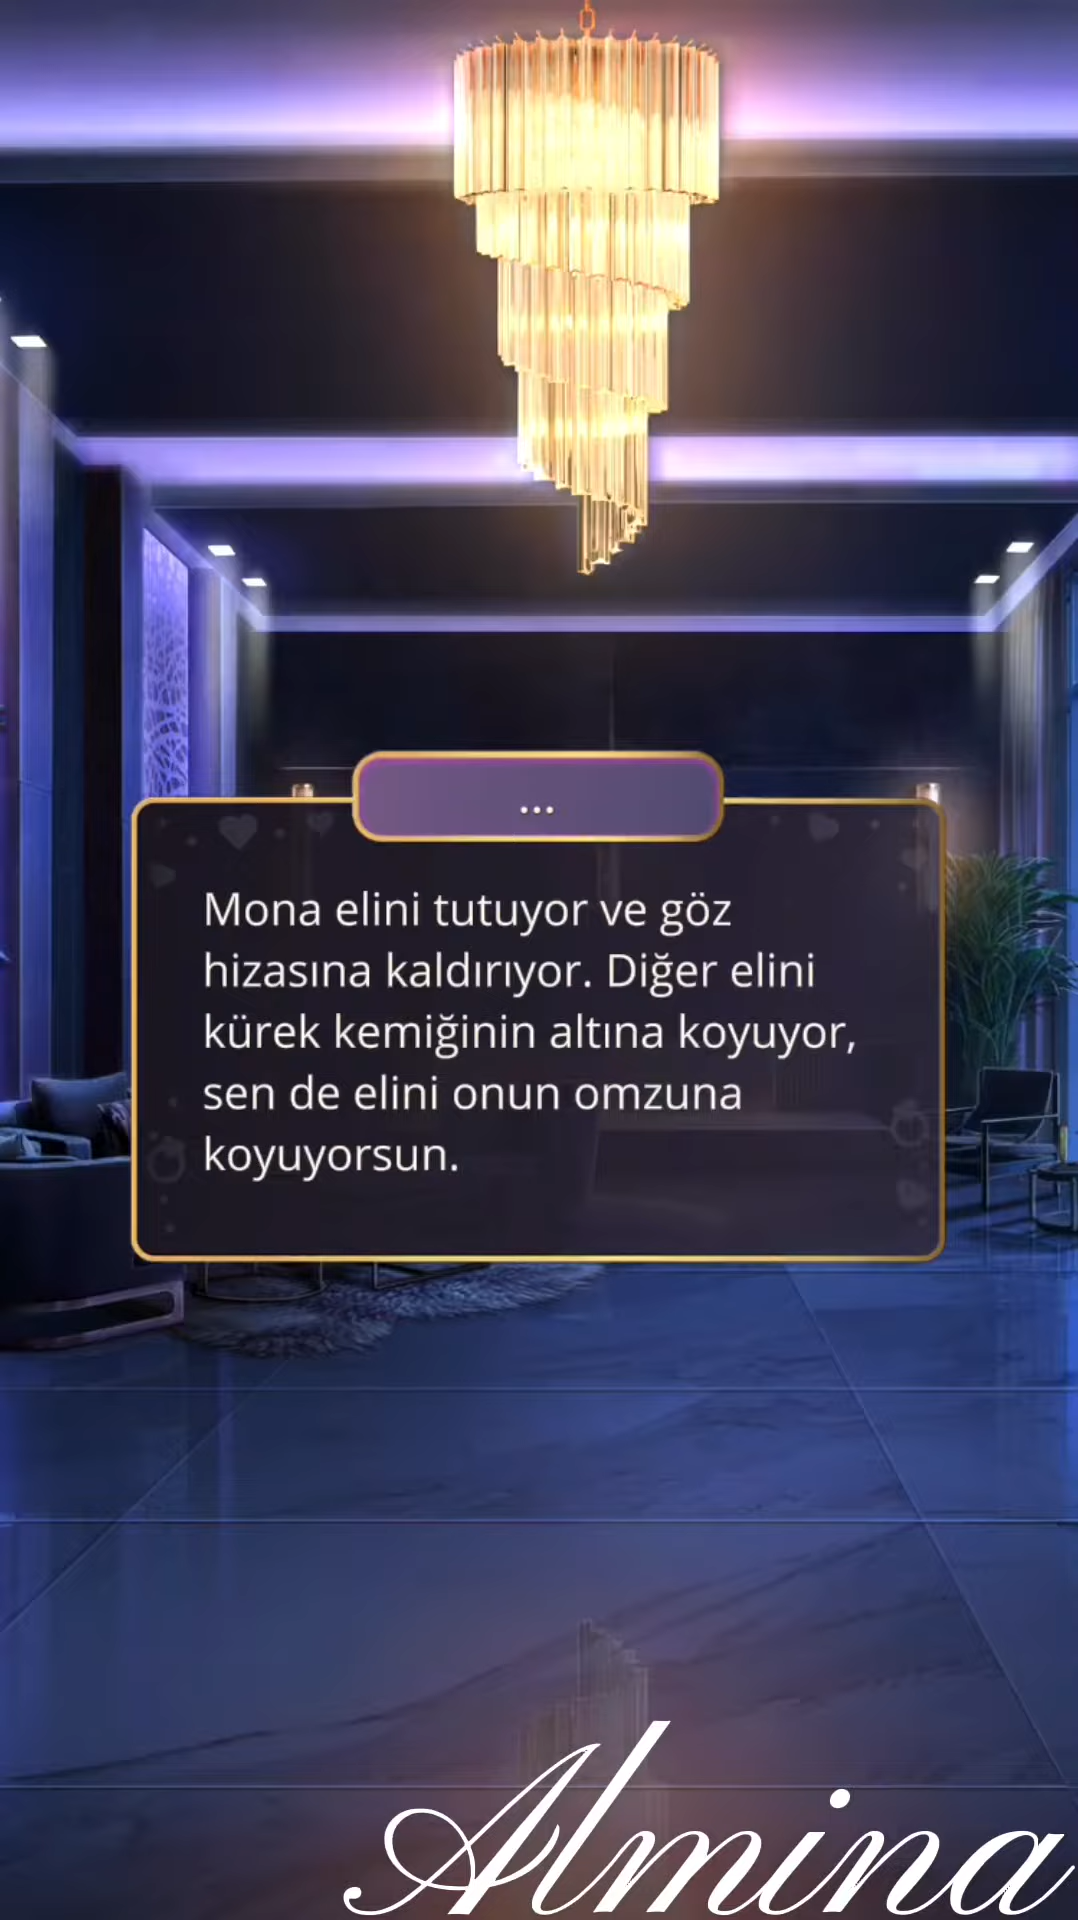 ...
Mona elini tutuyor ve göz
hizasına kaldırıyor. Diğer elini
kürek kemiğinin altına koyuyor,
sen de elini onun omzuna
koyuyorsun.
Almina